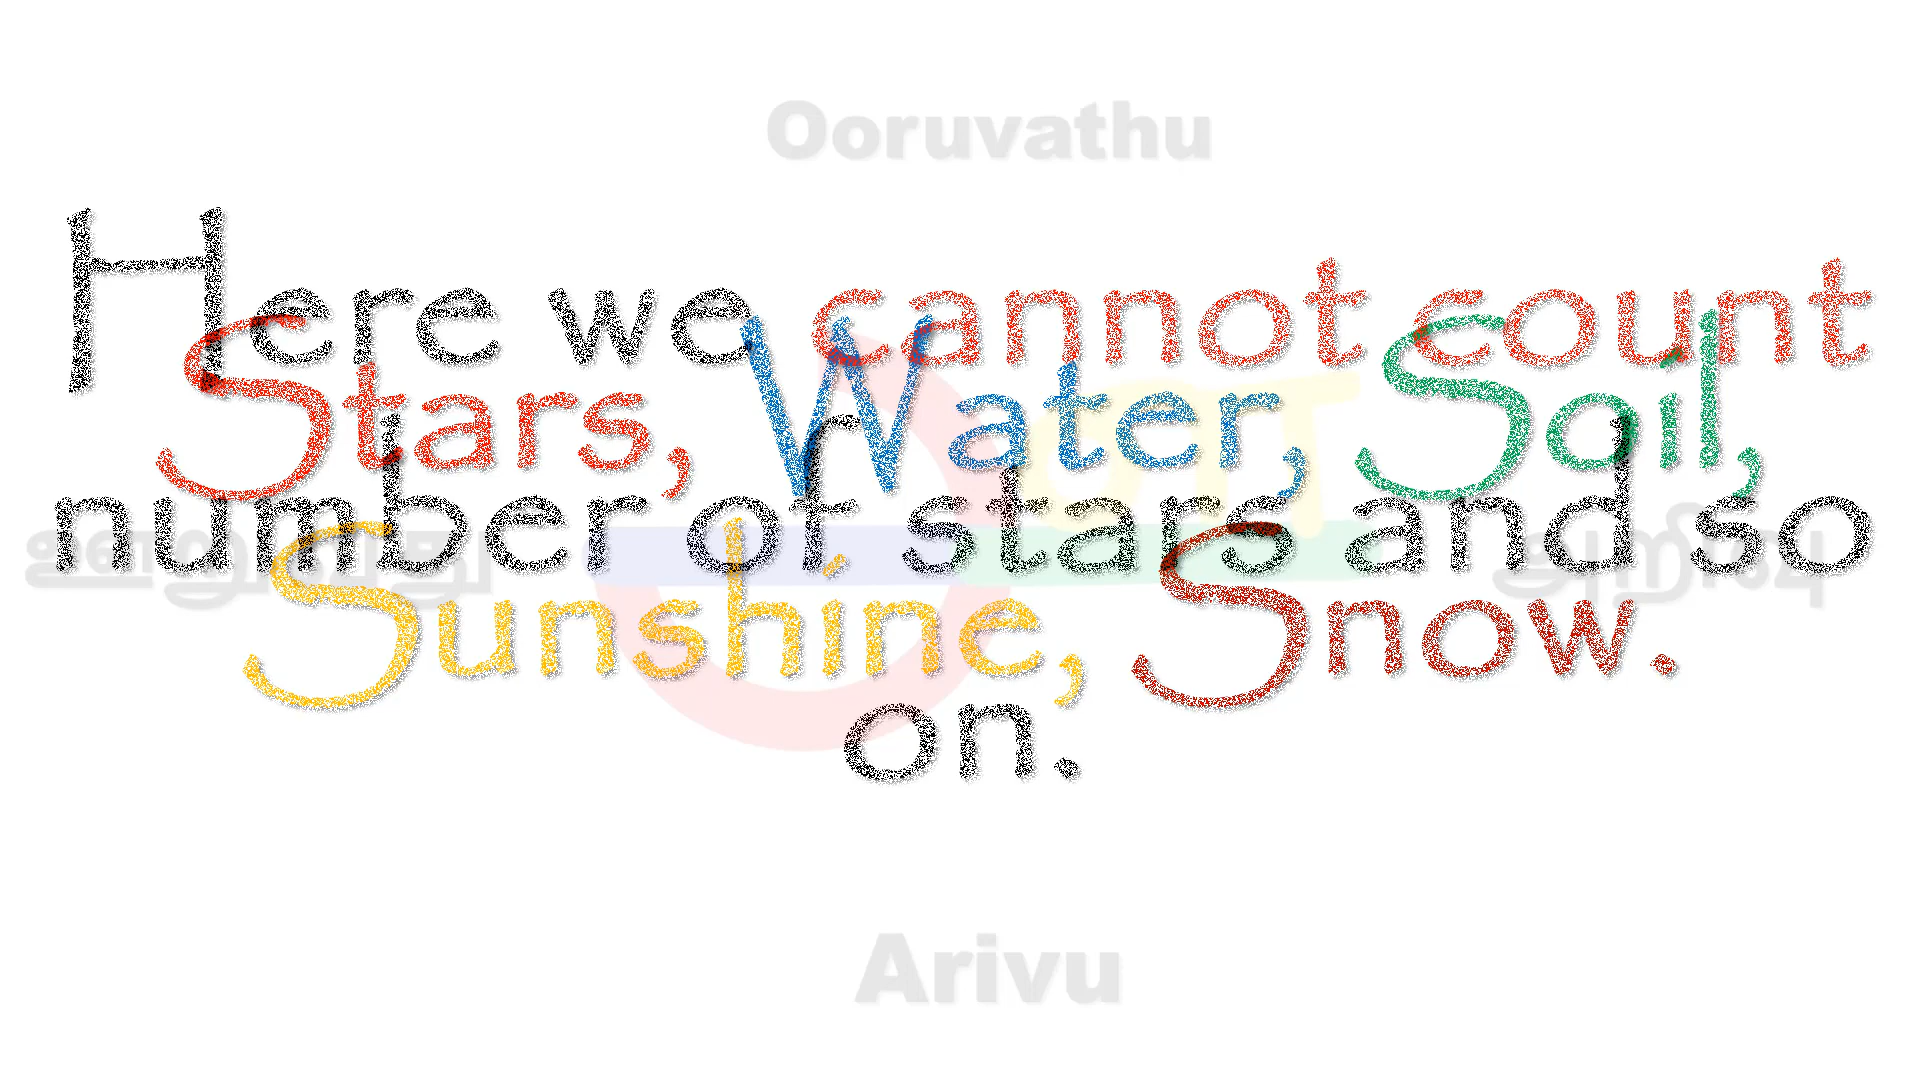 Ooruvathu
Here we cannot count
Stars, Water, Soil,
number of stars and so
Sunshine, Snow.
on.
Arivu